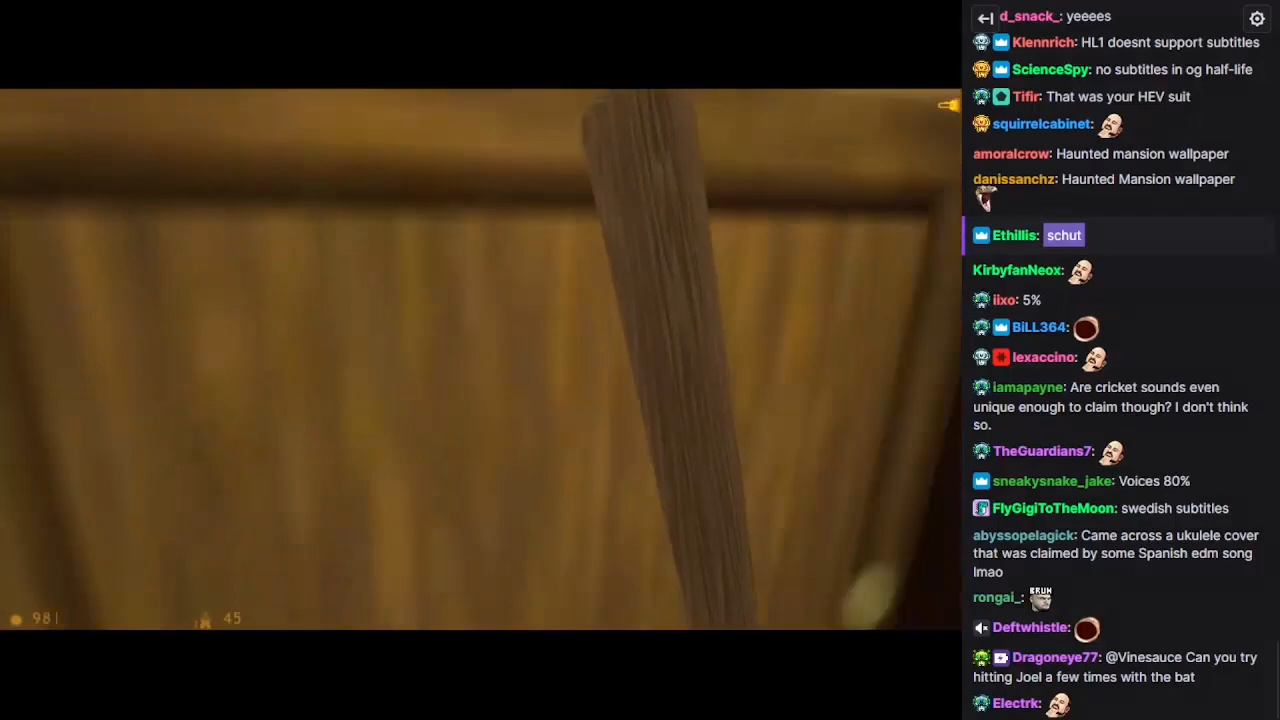 d_snack_: yeeees
Klennrich: HL1 doesnt support subtitles
ScienceSpy: no subtitles in og half-life
Tifir: That was your HEV suit
squirrelcabinet:
amoralcrow: Haunted mansion wallpaper
danissanchz: Haunted Mansion wallpaper
Ethillis: schut
KirbyfanNeox:
iixo: 5%
BiLL364:
lexaccino:
iamapayne: Are cricket sounds even
unique enough to claim though? I don't think
so.
TheGuardians7:
sneakysnake_jake: Voices 80%
FlyGigiToTheMoon: swedish subtitles
abyssopelagick: Came across a ukulele cover
that was claimed by some Spanish edm song
lmao
rongai_: BRUH
Deftwhistle:
Dragoneye77: @Vinesauce Can you try
hitting Joel a few times with the bat
Electrk:
98|
45